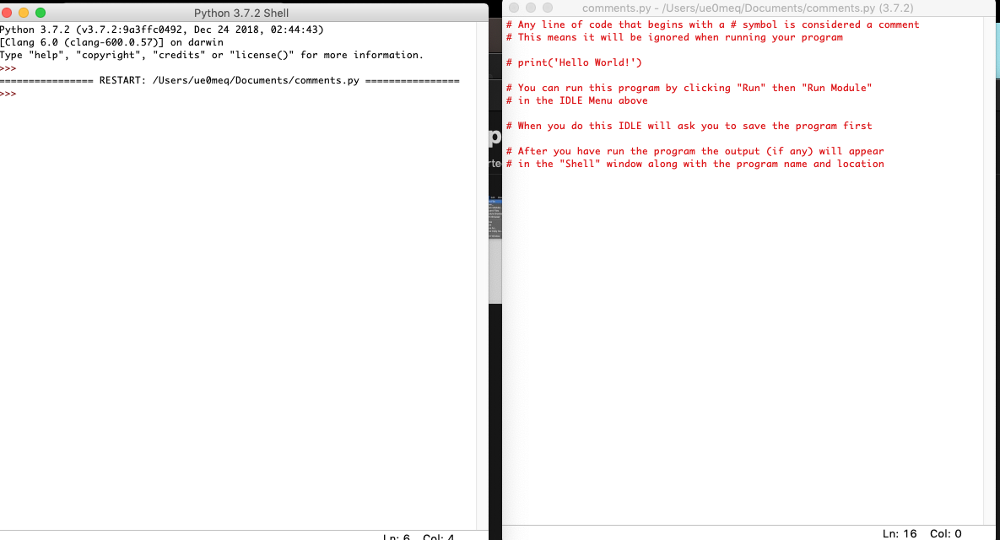 Python 3.7.2 Shell
Python 3.7.2 (v3.7.2:9a3ffc0492, Dec 24 2018, 02:44:43)
[Clang 6.0 (clang-600.0.57)] on darwin
Type "help", "copyright", "credits" or "license()" for more information.
>>>
================ RESTART: /Users/ue0meq/Documents/comments.py ================
>>>
Ln: 6 Col: 4
comments.py - /Users/ue0meq/Documents/comments.py (3.7.2)
# Any line of code that begins with a # symbol is considered a comment
# This means it will be ignored when running your program
# print('Hello World!')
# You can run this program by clicking "Run" then "Run Module"
# in the IDLE Menu above
# When you do this IDLE will ask you to save the program first
# After you have run the program the output (if any) will appear
# in the "Shell" window along with the program name and location
Ln: 16 Col: 0